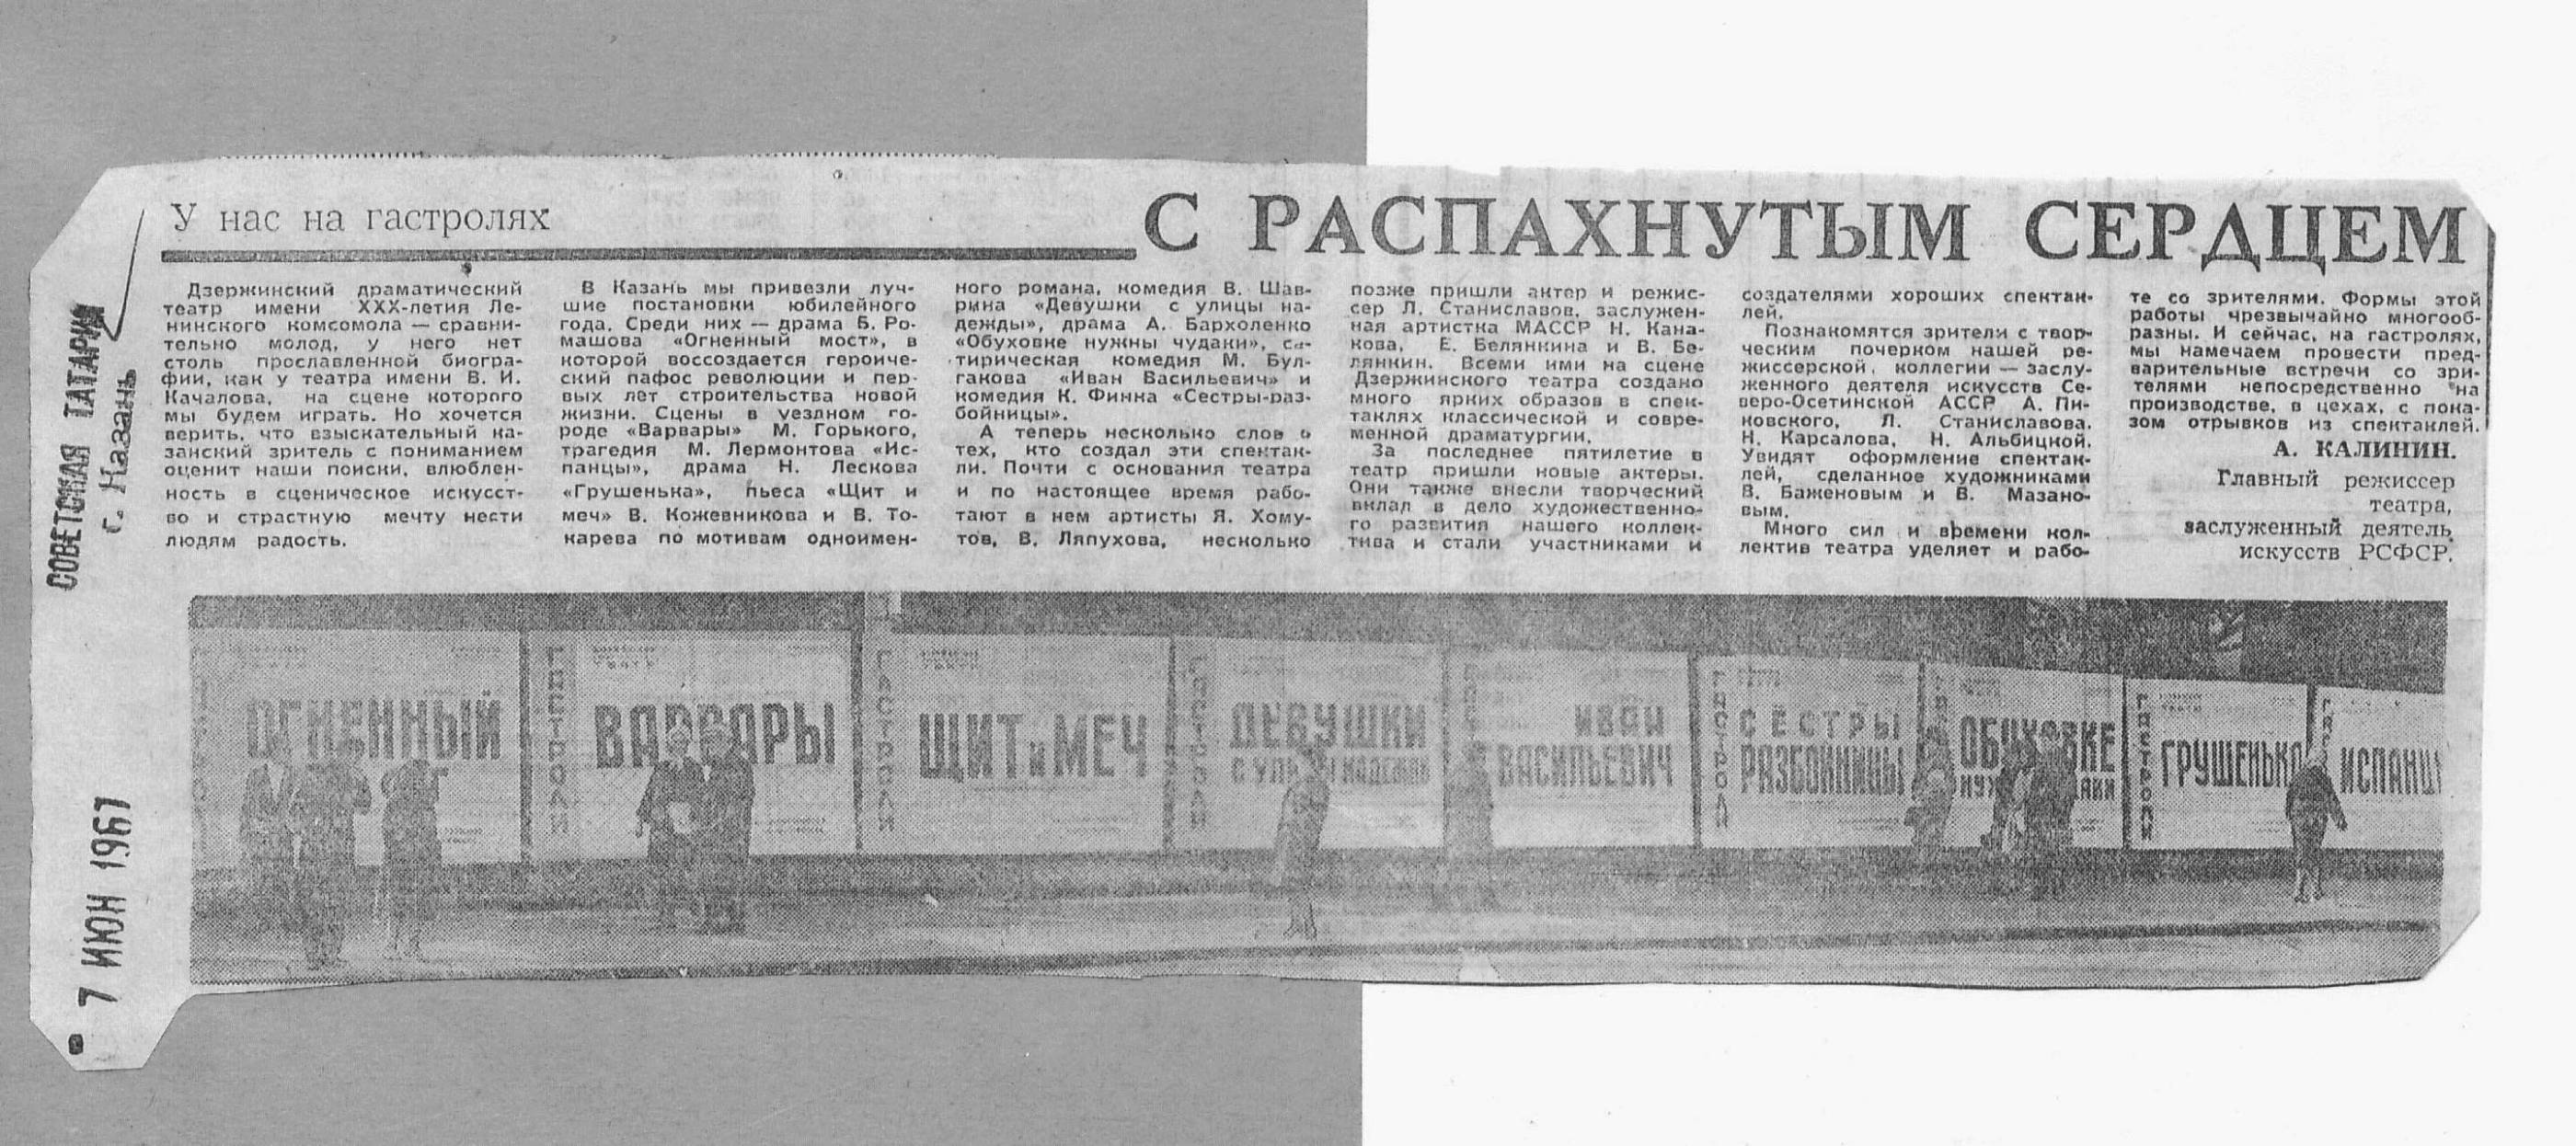 У нас на гастролях
С РАСПАХНУТЫМ СЕРДЦЕМ
Дзержинский драматический
театр имени XXX-летия Ле-
нинского комсомола — сравни-
тельно молод, у него нет
столь прославленной биогра-
фии, как у театра имени В. И.
Качалова, на сцене которого
мы будем играть. Но хочется
верить, что взыскательный ка-
занский зритель с пониманием
оценит наши поиски, влюблен-
ность в сценическое искусст-
во и страстную мечту нести
людям радость.
В Казань мы привезли луч-
шие постановки юбилейного
года. Среди них — драма Б. Ро-
машова «Огненный мост», в
которой воссоздается героиче-
ский пафос революции и пер-
вых лет строительства новой
жизни. Сцены в уездном го-
роде «Варвары» М. Горького,
трагедия М. Лермонтова «Ис-
панцы», драма Н. Лескова
«Грушенька», пьеса «Щит и
меч» В. Кожевникова и В. То-
карева по мотивам одноимен-
ного романа, комедия В. Шав-
рина «Девушки с улицы на-
дежды», драма А. Бархоленко
«Обуховке нужны чудаки», са-
тирическая комедия М. Бул-
гакова «Иван Васильевич» и
комедия К. Финна «Сестры-раз-
бойницы».
А теперь несколько слов о
тех, кто создал эти спектак-
ли. Почти с основания театра
и по настоящее время рабо-
тают в нем артисты Я. Хому-
тов, В. Ляпухова, несколько
позже пришли актер и режис-
сер Л. Станиславов, заслужен-
ная артистка МАССР Н. Кана-
кова, Е. Белянкина и В. Бе-
лянкин. Всеми ими на сцене
Дзержинского театра создано
много ярких образов в спек-
таклях классической и совре-
менной драматургии.
За последнее пятилетие в
театр пришли новые актеры.
Они также внесли творческий
вклад в дело художественно-
го развития нашего коллек-
тива и стали участниками и
создателями хороших спектак-
лей.
Познакомятся зрители с твор-
ческим почерком нашей ре-
жиссерской коллегии — заслу-
женного деятеля искусств Се-
веро-Осетинской АССР А. Пи-
ковского, Л. Станиславова,
Н. Карсалова, Н. Альбицкой.
Увидят оформление спектак-
лей, сделанное художниками
В. Баженовым и В. Мазано-
вым.
Много сил и времени кол-
лектив театра уделяет и рабо-
те со зрителями. Формы этой
работы чрезвычайно многооб-
разны. И сейчас, на гастролях,
мы намечаем провести пред-
варительные встречи со зри-
телями непосредственно на
производстве, в цехах, с пока-
зом отрывков из спектаклей.
А. КАЛИНИН.
Главный режиссер
театра,
заслуженный деятель
искусств РСФСР.
СОВЕТСКАЯ ТАТАРИЯ
г. Казань
7 ИЮН 1967
ОГНЕННЫЙ
ГАСТРОЛИ
ВАРВАРЫ
ГАСТРОЛИ
ЩИТ и МЕЧ
ГАСТРОЛИ
ДЕВУШКИ
С УЛИЦЫ НАДЕЖДЫ
ИВАН
ВАСИЛЬЕВИЧ
ГАСТРОЛИ
СЕСТРЫ
РАЗБОЙНИЦЫ
ОБУХОВКЕ
ГАСТРОЛИ
ГРУШЕНЬКА
ИСПАНЦЫ